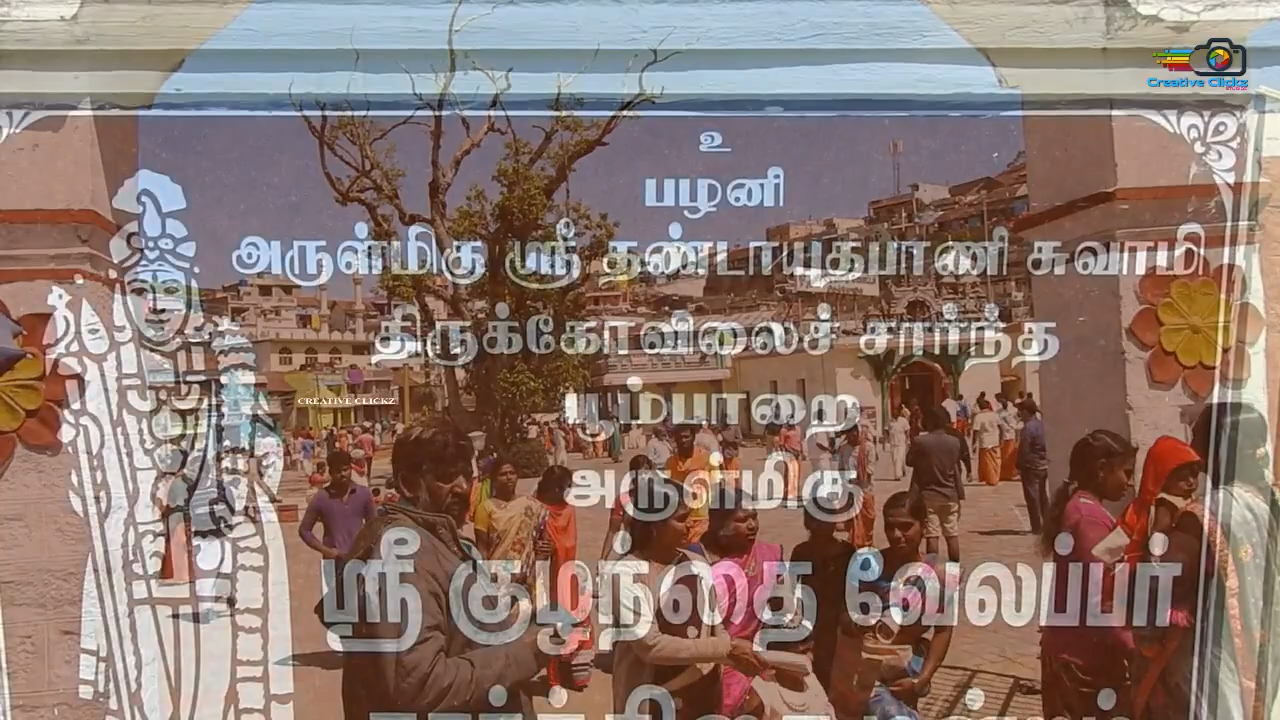 Creative Clickz
உ
பழனி
அருள்மிகு ஸ்ரீ தண்டாயுதபாணி சுவாமி
திருக்கோவிலைச் சார்ந்த
CREATIVE CLICKZ
பூம்பாறை
அருள்மிகு
ஸ்ரீ குழந்தை வேலப்பர்